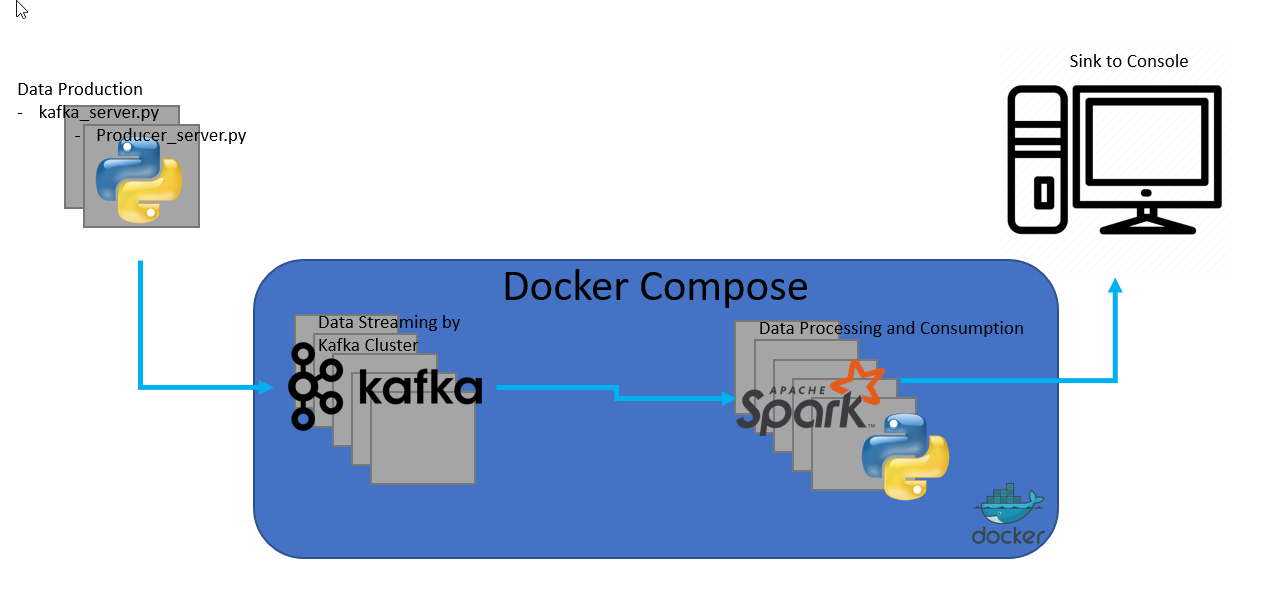 Data Production
- kafka_server.py
- Producer_server.py
Sink to Console
Docker Compose
Data Streaming by
Kafka Cluster
kafka
Data Processing and Consumption
APACHE
Spark™
docker